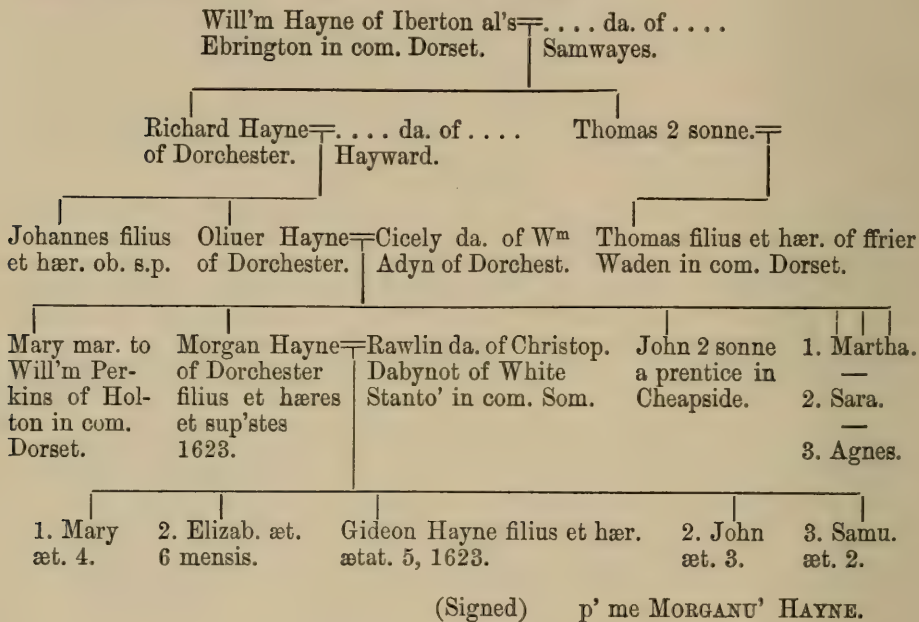 Will'm Hayne of Iberton al's=. . . . da. of . . . .
Ebrington in com. Dorset. Samwayes.
Richard Hayne=. . . . da. of . . . .
of Dorchester. Hayward.
Thomas 2 sonne.=
Johannes filius
et hær. ob. s.p.
Oliuer Hayne=Cicely da. of Wᵐ
of Dorchester. Adyn of Dorchest.
Thomas filius et hær. of ffrier
Waden in com. Dorset.
Mary mar. to
Will'm Per-
kins of Hol-
ton in com.
Dorset.
Morgan Hayne=Rawlin da. of Christop.
of Dorchester Dabynot of White
filius et hæres Stanto' in com. Som.
et sup'stes
1623.
John 2 sonne
a prentice in
Cheapside.
1. Martha.
—
2. Sara.
—
3. Agnes.
1. Mary
æt. 4.
2. Elizab. æt.
6 mensis.
Gideon Hayne filius et hær.
ætat. 5, 1623.
2. John
æt. 3.
3. Samu.
æt. 2.
(Signed) p' me MORGANU' HAYNE.